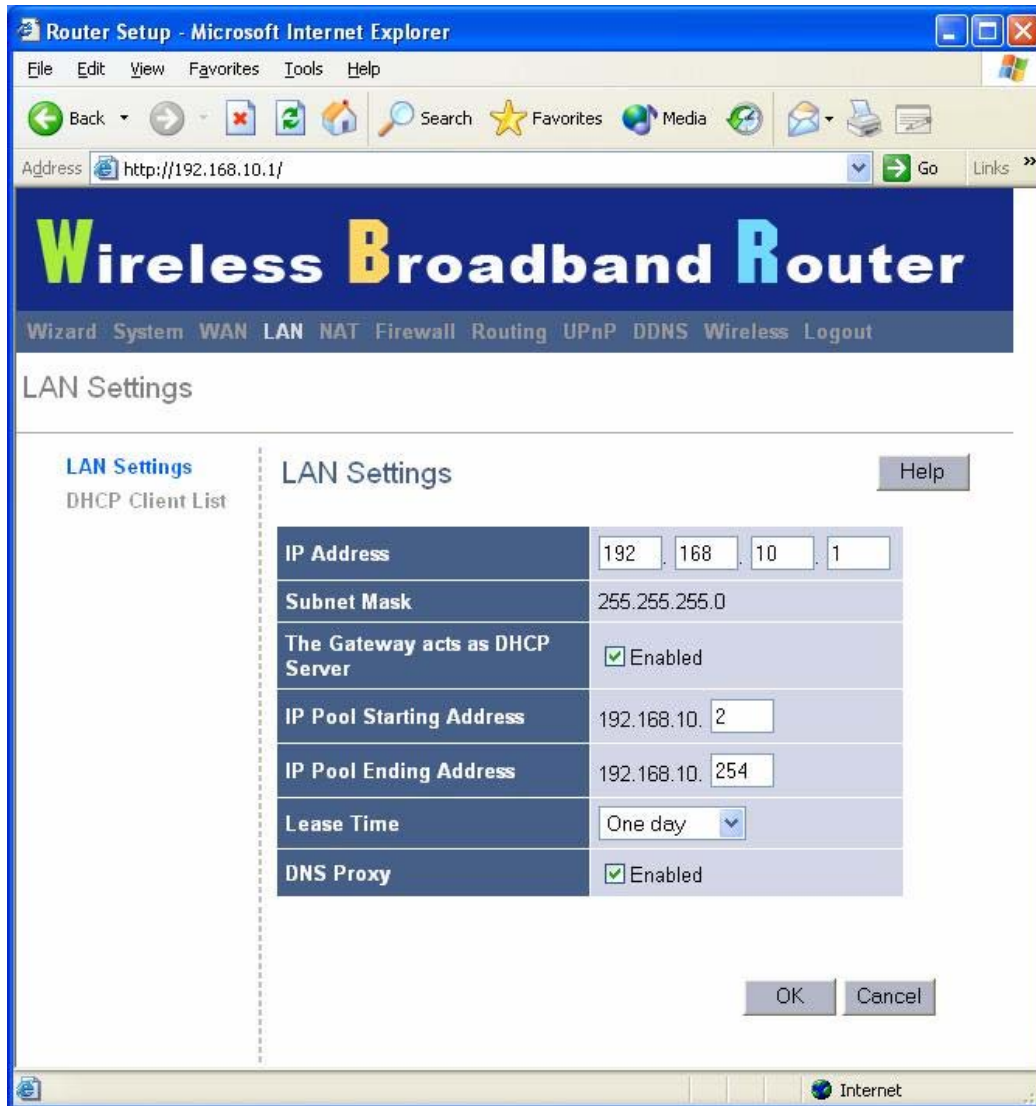 Router Setup - Microsoft Internet Explorer
File Edit View Favorites Tools Help
Back Search Favorites Media
Address http://192.168.10.1/ Go Links »
Wireless Broadband Router
Wizard System WAN LAN NAT Firewall Routing UPnP DDNS Wireless Logout
LAN Settings
LAN Settings
DHCP Client List
LAN Settings Help
IP Address 192 . 168 . 10 . 1
Subnet Mask 255.255.255.0
The Gateway acts as DHCP
Server Enabled
IP Pool Starting Address 192.168.10. 2
IP Pool Ending Address 192.168.10. 254
Lease Time One day
DNS Proxy Enabled
OK Cancel
Internet